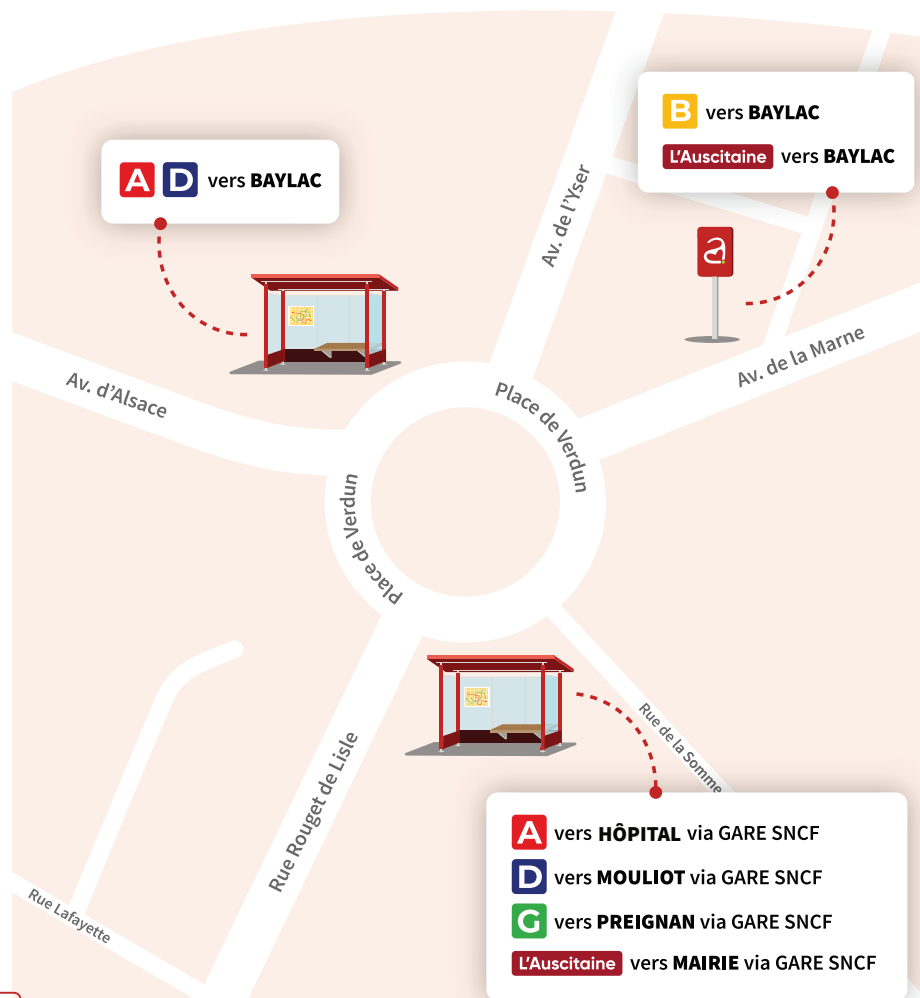 B vers BAYLAC
L'Auscitaine vers BAYLAC
A D vers BAYLAC
Av. de l'Yser
a
Av. de la Marne
Av. d'Alsace
Place de Verdun
Place de Verdun
Rue Rouget de Lisle
Rue de la Somme
Rue Lafayette
A vers HÔPITAL via GARE SNCF
D vers MOULIOT via GARE SNCF
G vers PREIGNAN via GARE SNCF
L'Auscitaine vers MAIRIE via GARE SNCF